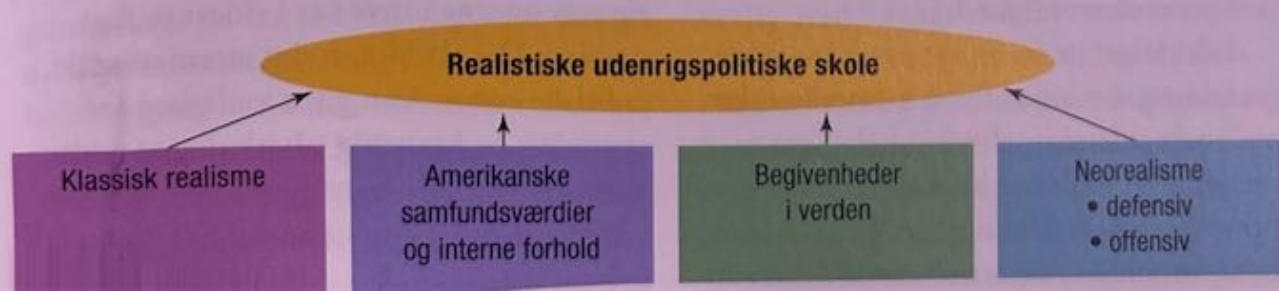 Realistiske udenrigspolitiske skole
Klassisk realisme
Amerikanske
samfundsværdier
og interne forhold
Begivenheder
i verden
Neorealisme
• defensiv
• offensiv